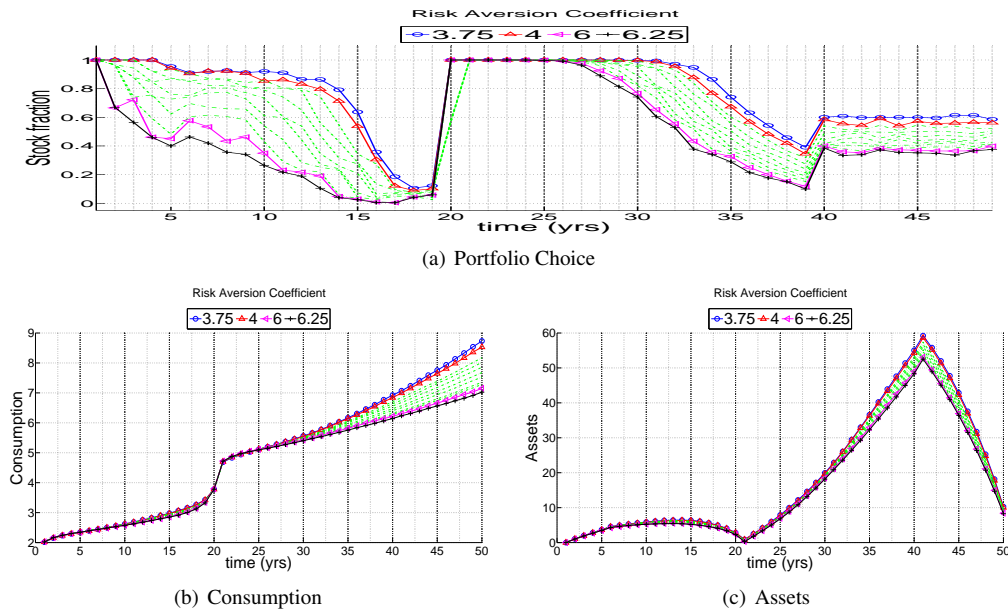 Risk Aversion Coefficient
3.75 4 6 6.25
1
0.8
0.6
0.4
0.2
0
Stock fraction
5 10 15 20 25 30 35 40 45
time (yrs)
(a) Portfolio Choice
Risk Aversion Coefficient
3.75 4 6 6.25
9
8
7
6
5
4
3
2
Consumption
0 5 10 15 20 25 30 35 40 45 50
time (yrs)
(b) Consumption
Risk Aversion Coefficient
3.75 4 6 6.25
60
50
40
30
20
10
0
Assets
0 5 10 15 20 25 30 35 40 45 50
time (yrs)
(c) Assets